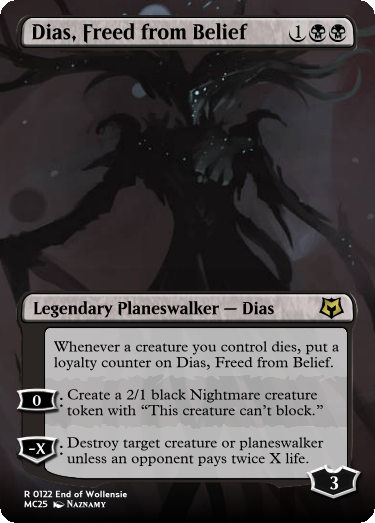 Dias, Freed from Belief 1
Legendary Planeswalker — Dias
Whenever a creature you control dies, put a
loyalty counter on Dias, Freed from Belief.
0: Create a 2/1 black Nightmare creature
token with “This creature can't block.”
-X: Destroy target creature or planeswalker
unless an opponent pays twice X life.
3
R 0122 End of Wollensie
MC25 Naznamy